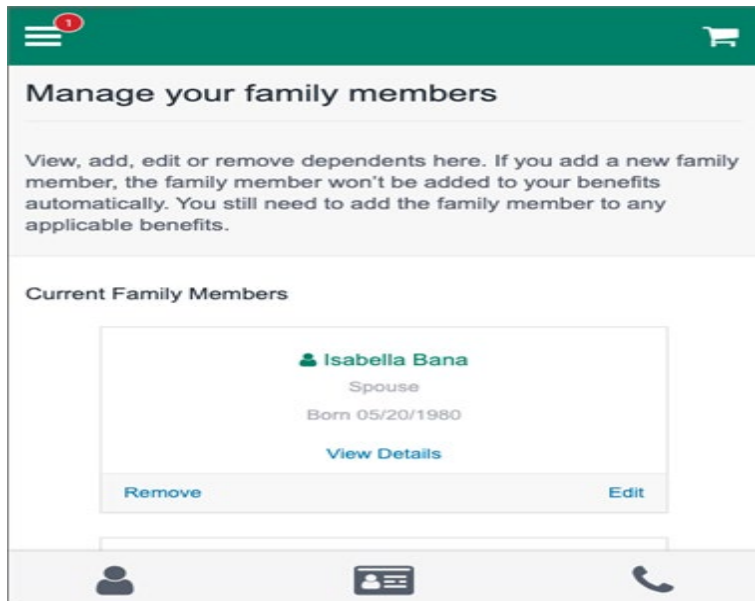 1
Manage your family members
View, add, edit or remove dependents here. If you add a new family
member, the family member won't be added to your benefits
automatically. You still need to add the family member to any
applicable benefits.
Current Family Members
Isabella Bana
Spouse
Born 05/20/1980
View Details
Remove Edit